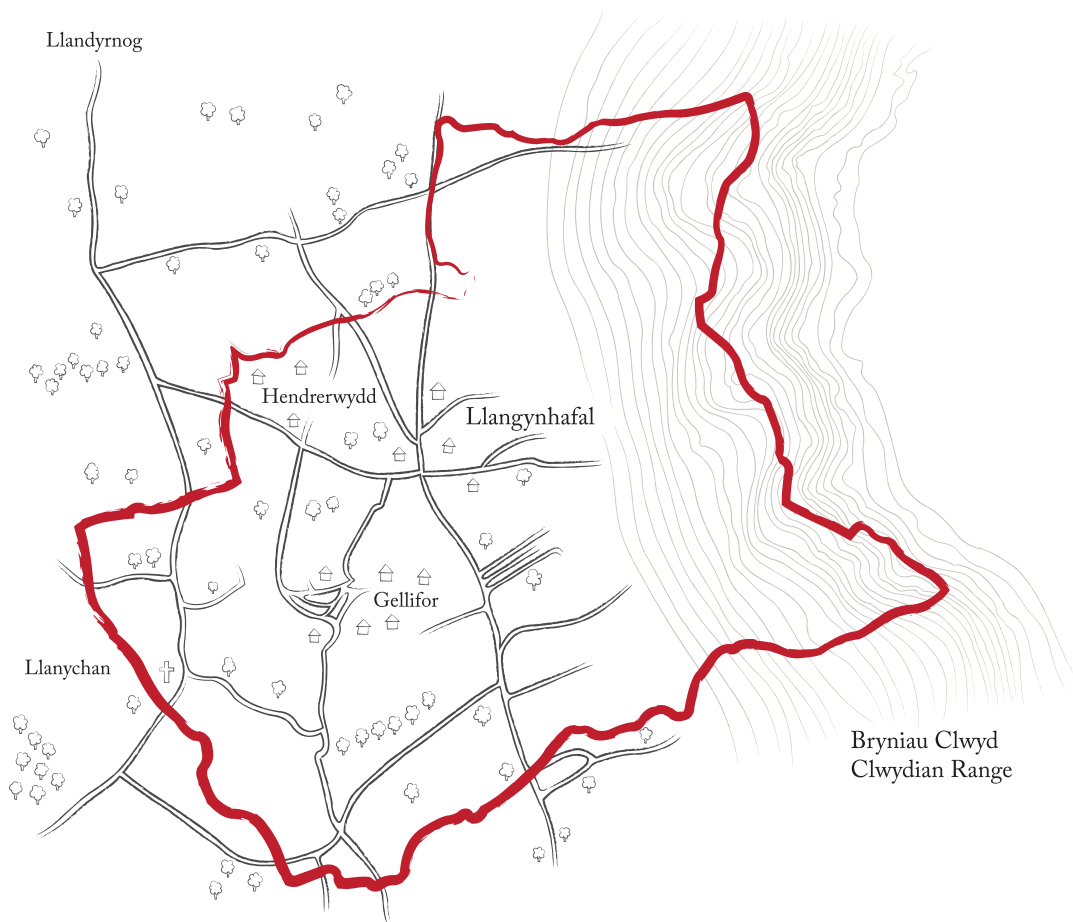 Llandyrnog
Hendrerwydd
Llangynhafal
Gellifor
Llanychan
Bryniau Clwyd
Clwydian Range